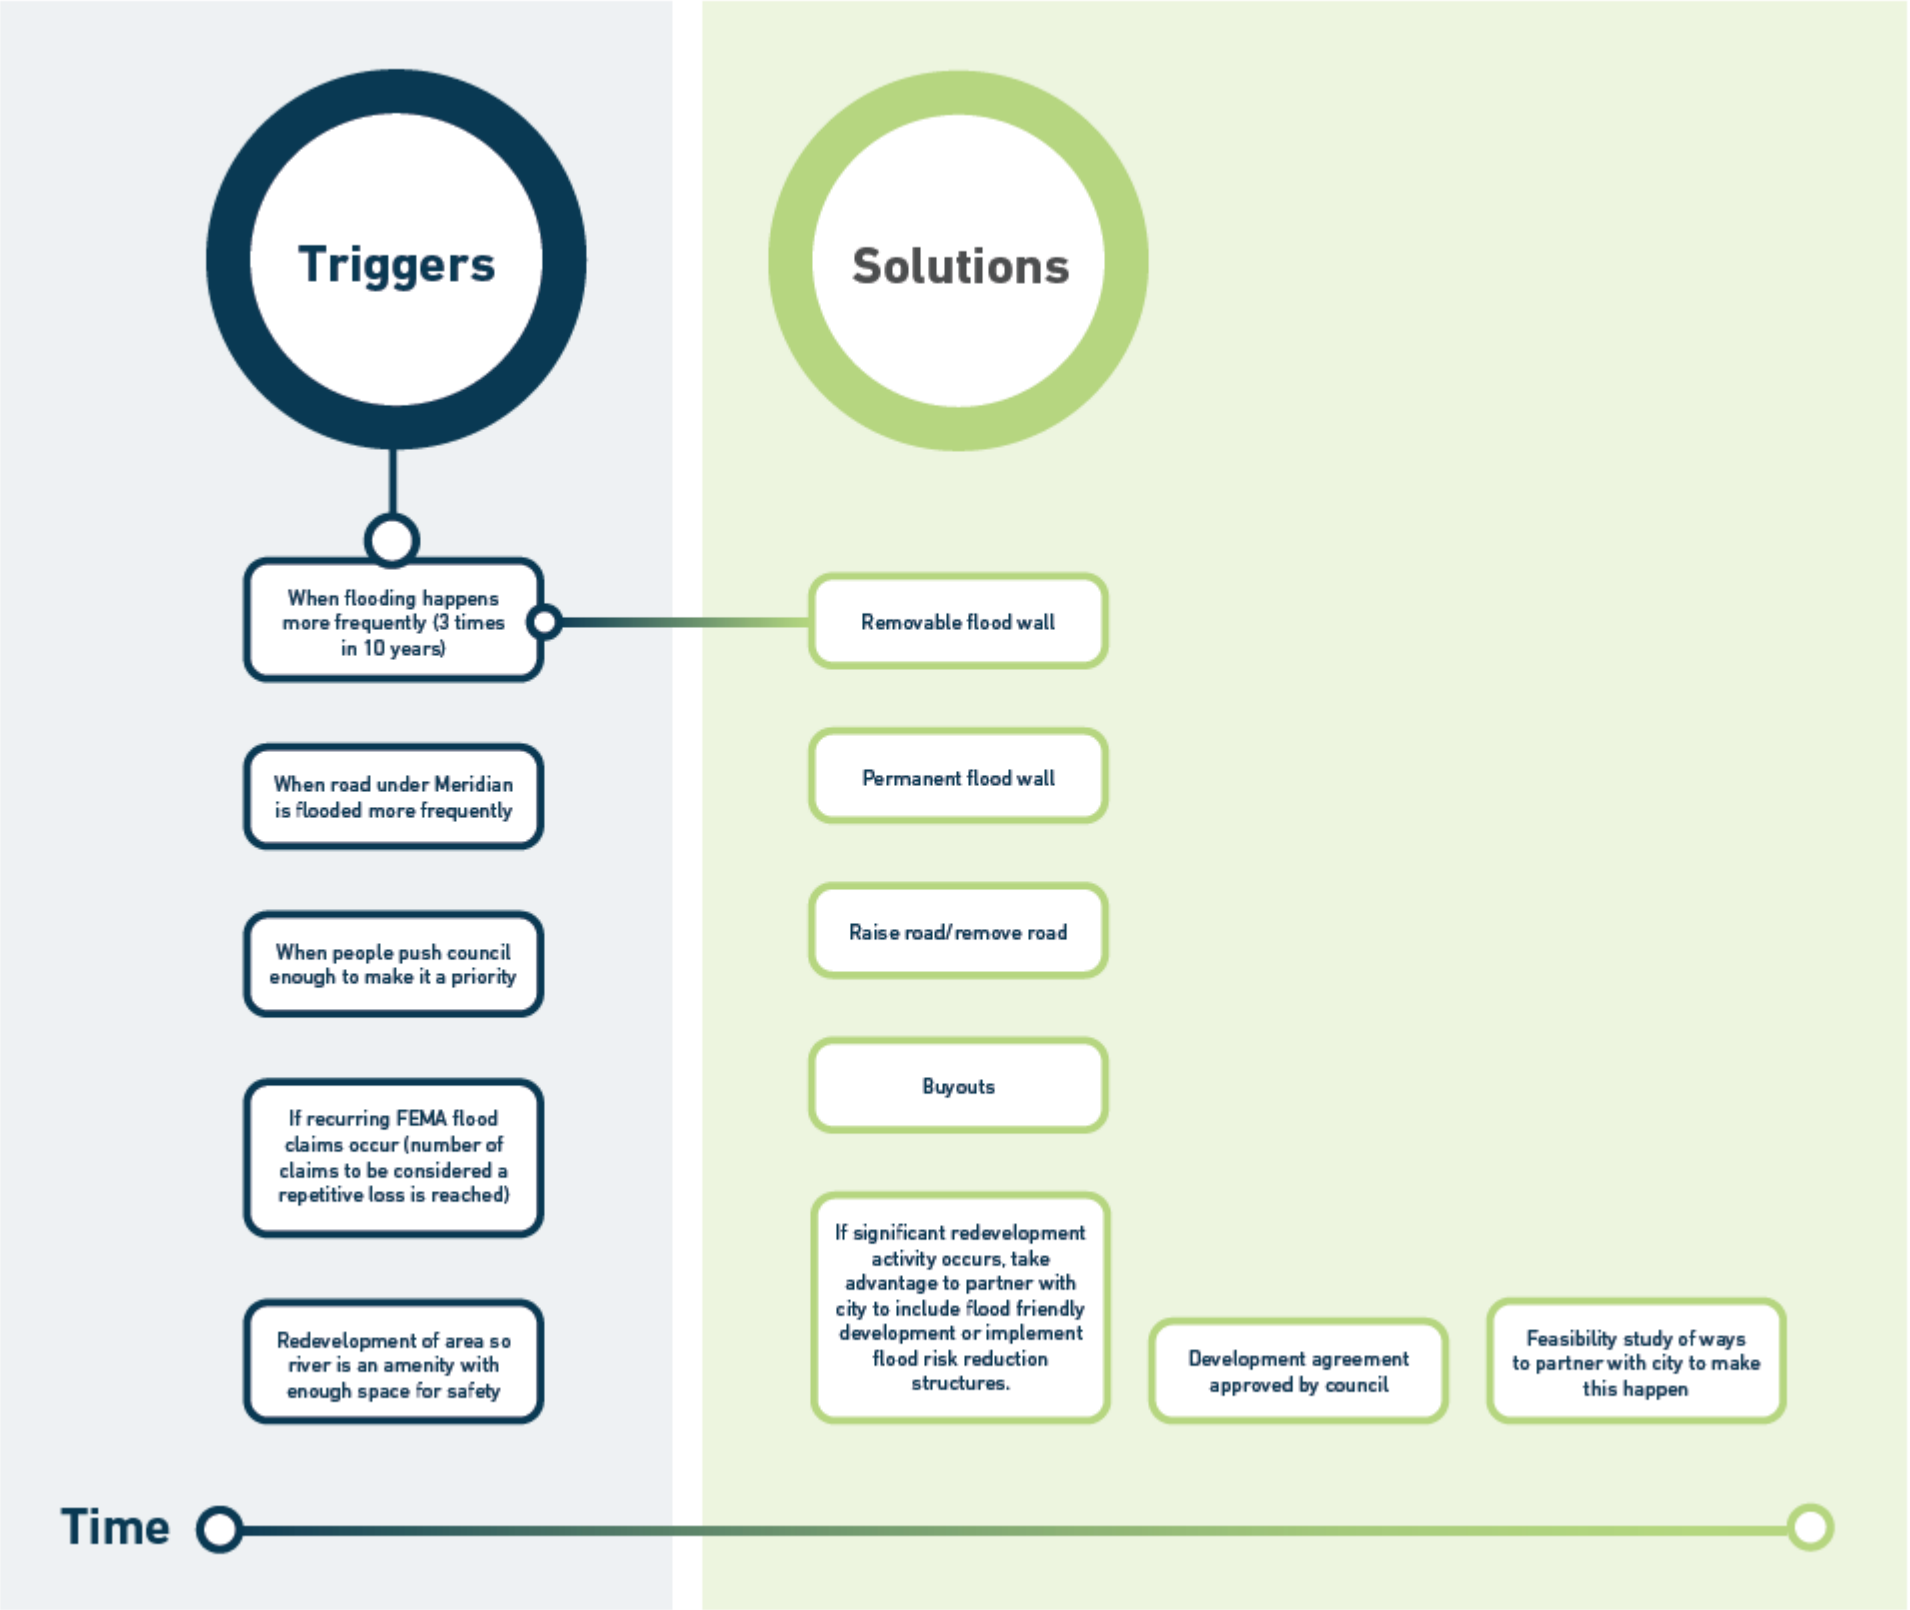 Triggers
Solutions
When flooding happens
more frequently (3 times
in 10 years)
Removable flood wall
When road under Meridian
is flooded more frequently
Permanent flood wall
When people push council
enough to make it a priority
Raise road/remove road
If recurring FEMA flood
claims occur (number of
claims to be considered a
repetitive loss is reached)
Buyouts
Redevelopment of area so
river is an amenity with
enough space for safety
If significant redevelopment
activity occurs, take
advantage to partner with
city to include flood friendly
development or implement
flood risk reduction
structures.
Development agreement
approved by council
Feasibility study of ways
to partner with city to make
this happen
Time